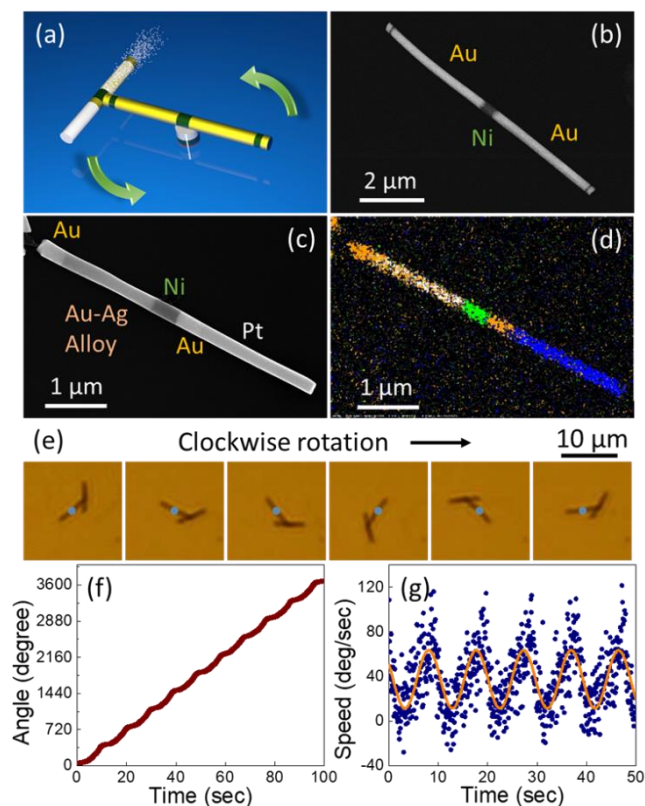 (a)
(b)
Au
Ni
Au
2 μm
(c)
Au
Ni
Au-Ag
Alloy
Au
Pt
1 μm
(d)
1 μm
(e)
Clockwise rotation
10 μm
(f)
Angle (degree)
3600
2880
2160
1440
720
0
0 20 40 60 80 100
Time (sec)
(g)
Speed (deg/sec)
120
80
40
0
-40
0 10 20 30 40 50
Time (sec)